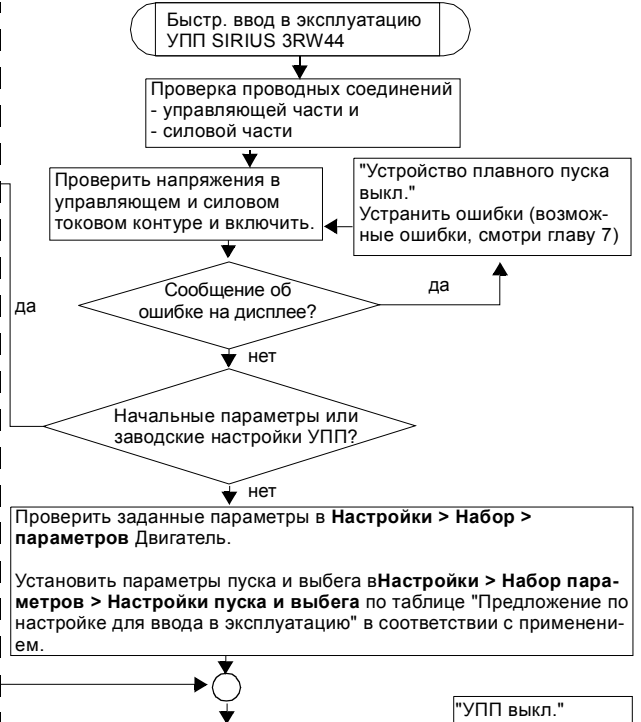 Быстр. ввод в эксплуатацию
УПП SIRIUS 3RW44
Проверка проводных соединений
- управляющей части и
- силовой части
Проверить напряжения в
управляющем и силовом
токовом контуре и включить.
"Устройство плавного пуска
выкл."
Устранить ошибки (возмож-
ные ошибки, смотри главу 7)
Сообщение об
ошибке на дисплее?
да
да
нет
Начальные параметры или
заводские настройки УПП?
нет
Проверить заданные параметры в Настройки > Набор >
параметров Двигатель.
Установить параметры пуска и выбега вНастройки > Набор пара-
метров > Настройки пуска и выбега по таблице "Предложение по
настройке для ввода в эксплуатацию" в соответствии с применени-
ем.
"УПП выкл."